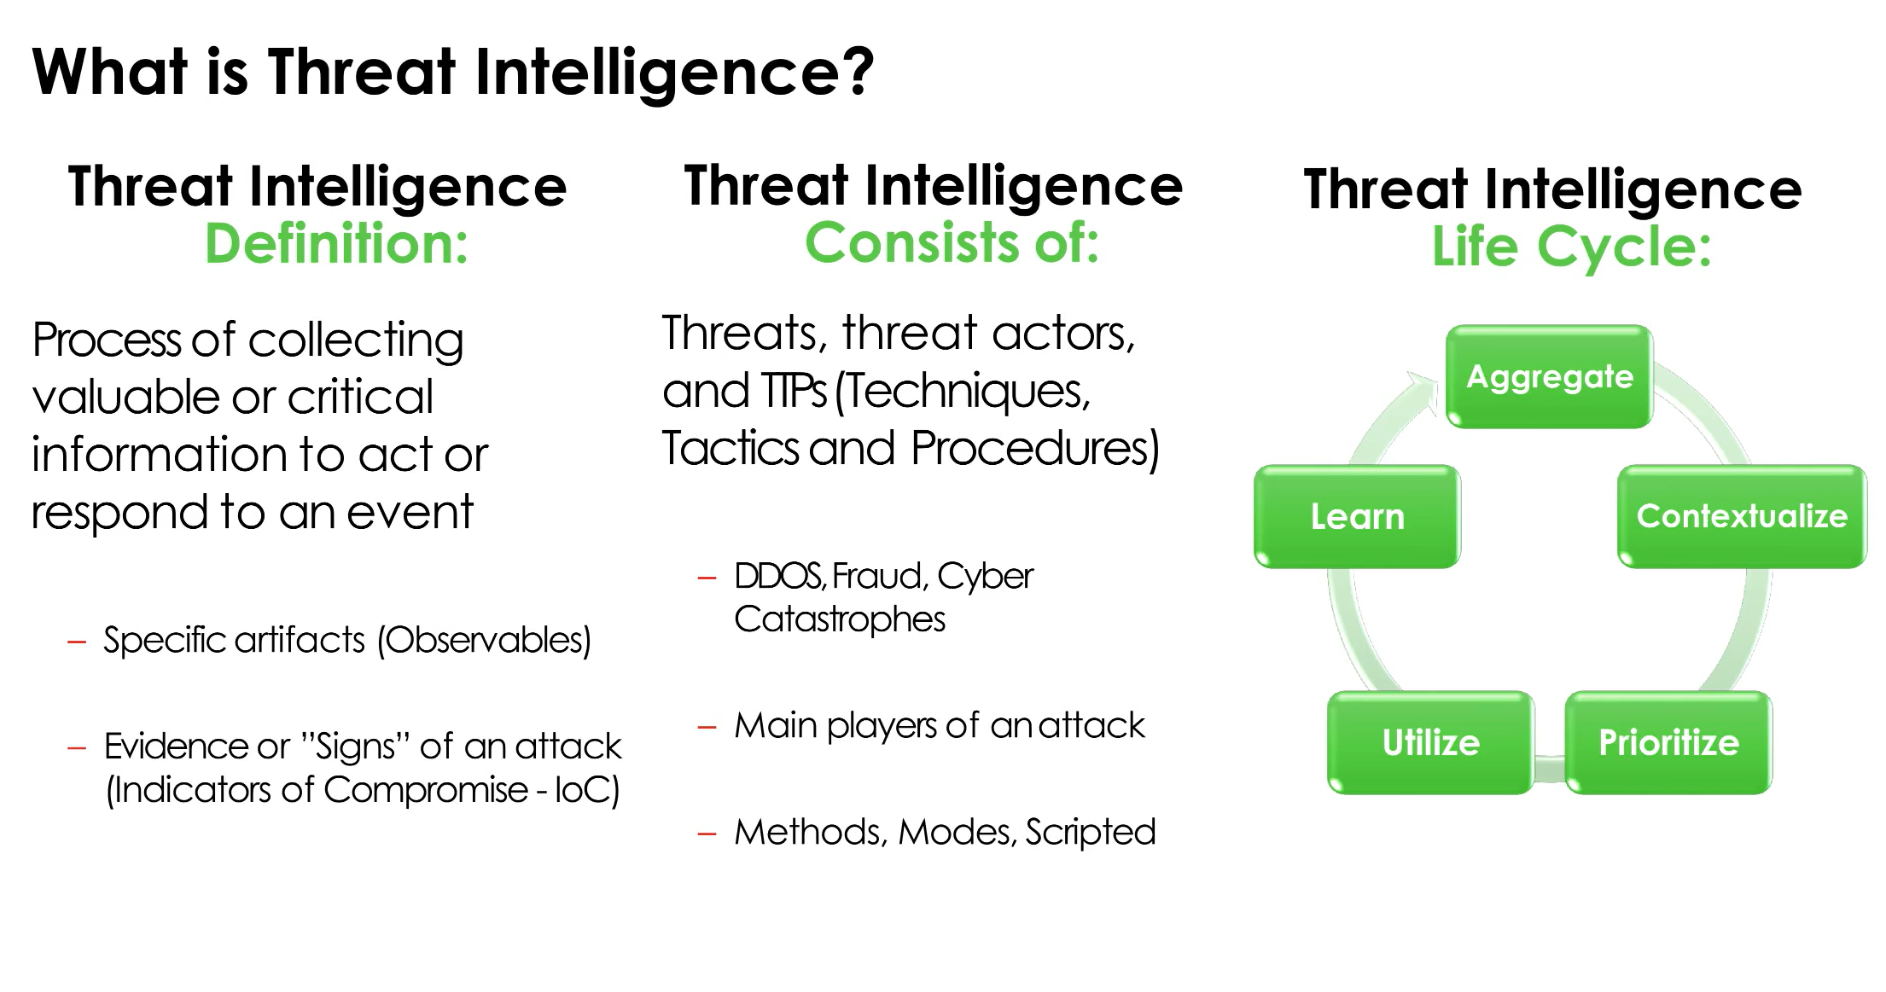 What is Threat Intelligence?
Threat Intelligence
Definition:
Process of collecting
valuable or critical
information to act or
respond to an event
– Specific artifacts (Observables)
– Evidence or ”Signs” of an attack
(Indicators of Compromise - IoC)
Threat Intelligence
Consists of:
Threats, threat actors,
and TTPs (Techniques,
Tactics and Procedures)
– DDOS, Fraud, Cyber
Catastrophes
– Main players of an attack
– Methods, Modes, Scripted
Threat Intelligence
Life Cycle:
Aggregate
Contextualize
Prioritize
Utilize
Learn